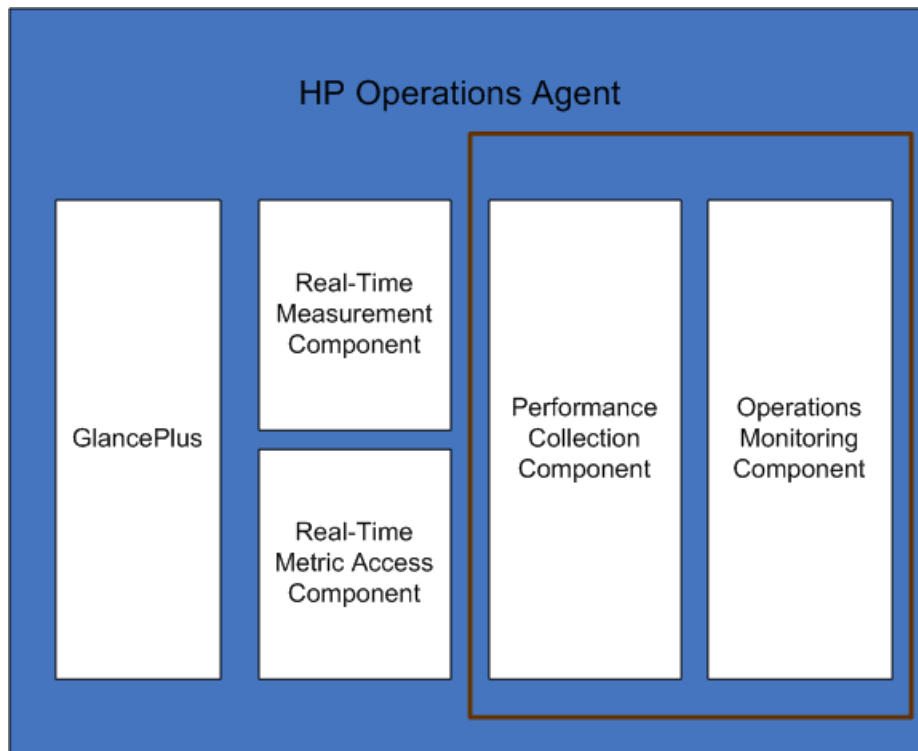 HP Operations Agent
GlancePlus
Real-Time
Measurement
Component
Real-Time
Metric Access
Component
Performance
Collection
Component
Operations
Monitoring
Component